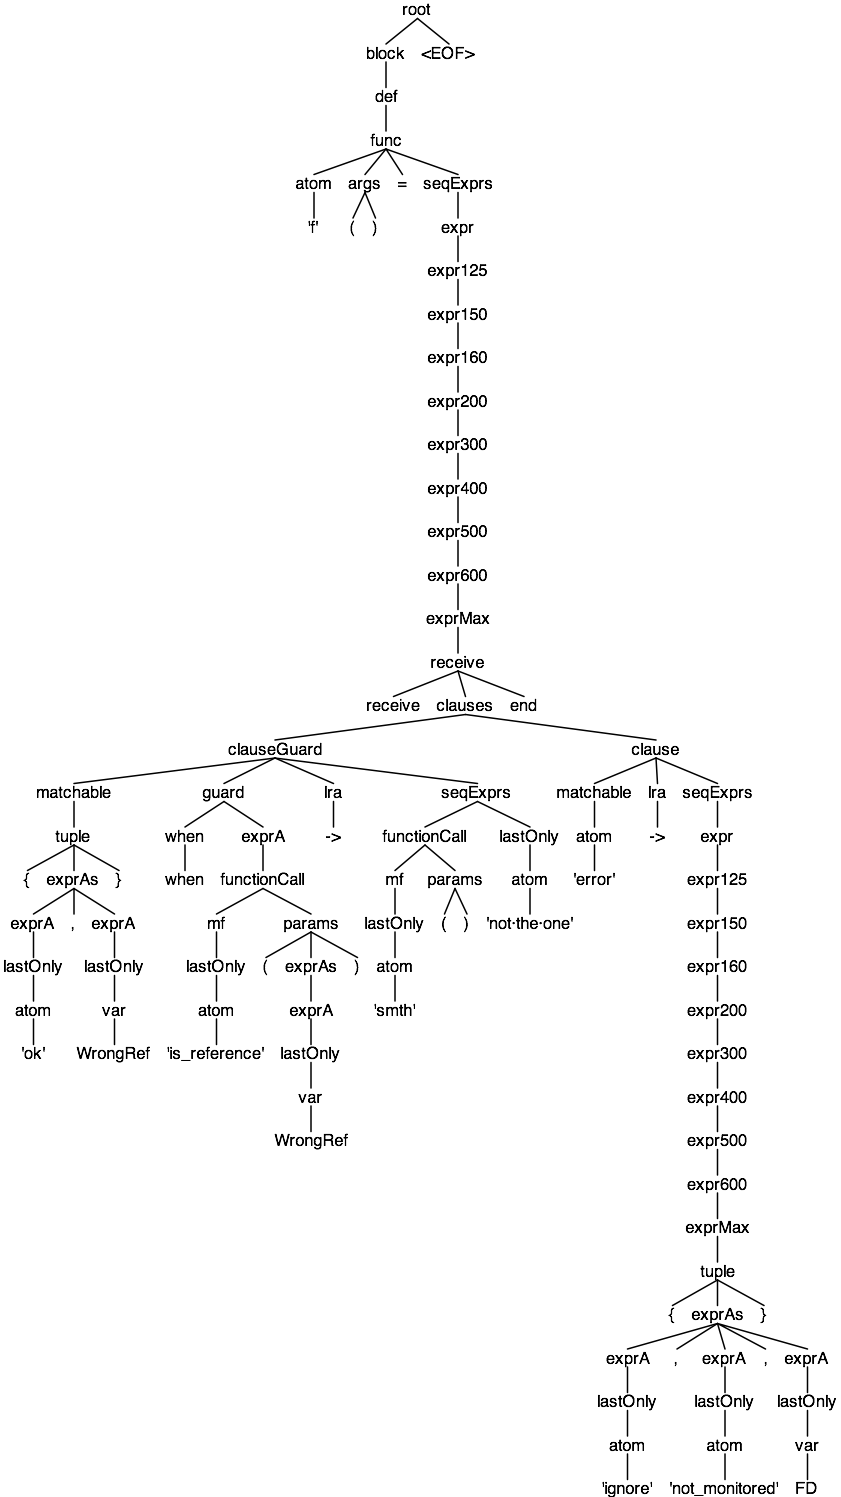 root
block <EOF>
def
func
atom args = seqExprs
'f' ( ) expr
expr125
expr150
expr160
expr200
expr300
expr400
expr500
expr600
exprMax
receive
receive clauses end
clauseGuard clause
matchable guard lra seqExprs matchable lra seqExprs
tuple when exprA -> functionCall lastOnly atom -> expr
{ exprAs } when functionCall mf params atom 'error' expr125
exprA , exprA mf params lastOnly ( ) 'not·the·one' expr150
lastOnly lastOnly lastOnly ( exprAs ) atom expr160
atom var atom exprA 'smth' expr200
'ok' WrongRef 'is_reference' lastOnly expr300
var expr400
WrongRef expr500
expr600
exprMax
tuple
{ exprAs }
exprA , exprA , exprA
lastOnly lastOnly lastOnly
atom atom var
'ignore' 'not_monitored' FD